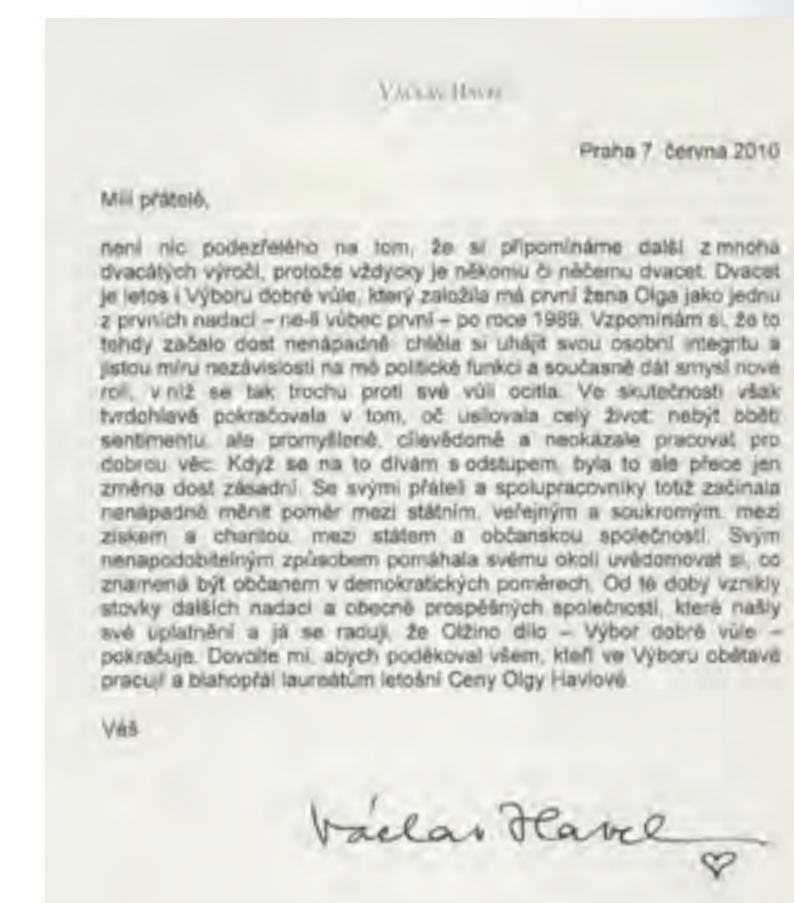 VÁCLAV HAVEL
Praha 7. června 2010
Milí přátelé,
není nic podezřelého na tom, že si připomínáme další z mnoha
dvacátých výročí, protože vždycky je někomu či něčemu dvacet. Dvacet
je letos i Výboru dobré vůle, který založila má první žena Olga jako jednu
z prvních nadací – ne-li vůbec první – po roce 1989. Vzpomínám si, že to
tehdy začalo dost nenápadně: chtěla si uhájit svou osobní integritu a
jistou míru nezávislosti na mé politické funkci a současně dát smysl nové
roli, v níž se tak trochu proti své vůli ocitla. Ve skutečnosti však
tvrdohlavě pokračovala v tom, oč usilovala celý život: nebýt obětí
sentimentu, ale promyšleně, cílevědomě a neokázale pracovat pro
dobrou věc. Když se na to dívám s odstupem, byla to ale přece jen
změna dost zásadní. Se svými přáteli a spolupracovníky totiž začínala
nenápadně měnit poměr mezi státním, veřejným a soukromým, mezi
ziskem a charitou, mezi státem a občanskou společností. Svým
nenapodobitelným způsobem pomáhala svému okolí uvědomovat si, co
znamená být občanem v demokratických poměrech. Od té doby vznikly
stovky dalších nadací a obecně prospěšných společností, které našly
své uplatnění a já se raduji, že Olžino dílo – Výbor dobré vůle –
pokračuje. Dovolte mi, abych poděkoval všem, kteří ve Výboru obětavě
pracují a blahopřál laureátům letošní Ceny Olgy Havlové.
Váš
Václav Havel